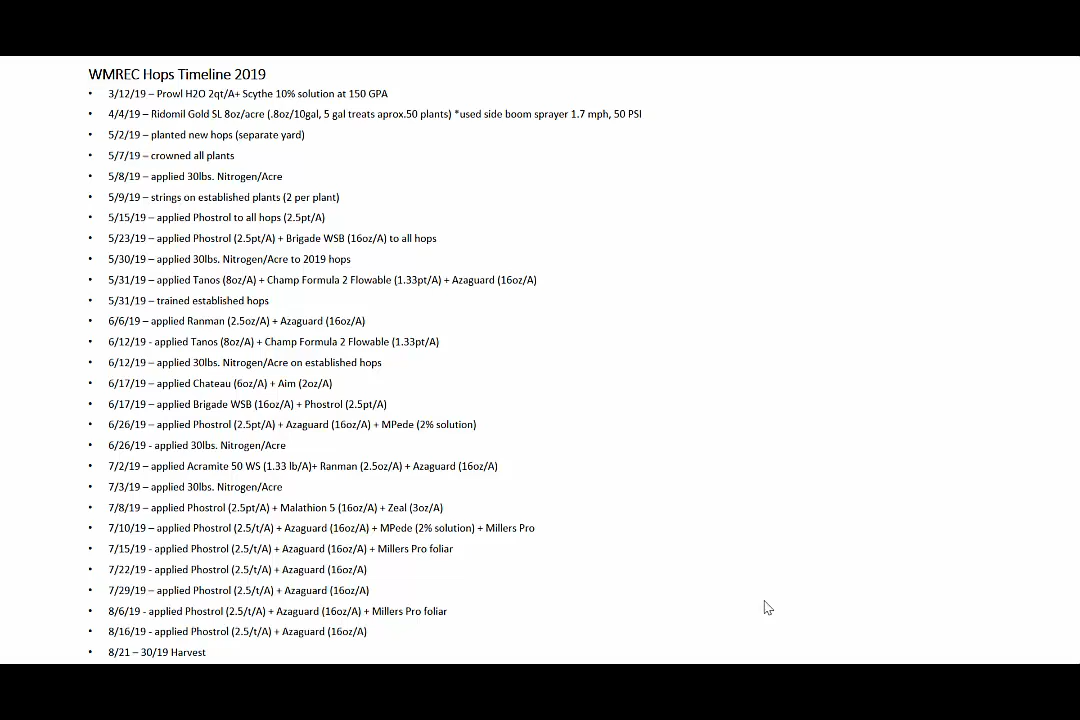 WMREC Hops Timeline 2019
• 3/12/19 – Prowl H2O 2qt/A+ Scythe 10% solution at 150 GPA
• 4/4/19 – Ridomil Gold SL 8oz/acre (.8oz/10gal, 5 gal treats aprox.50 plants) *used side boom sprayer 1.7 mph, 50 PSI
• 5/2/19 – planted new hops (separate yard)
• 5/7/19 – crowned all plants
• 5/8/19 – applied 30lbs. Nitrogen/Acre
• 5/9/19 – strings on established plants (2 per plant)
• 5/15/19 – applied Phostrol to all hops (2.5pt/A)
• 5/23/19 – applied Phostrol (2.5pt/A) + Brigade WSB (16oz/A) to all hops
• 5/30/19 – applied 30lbs. Nitrogen/Acre to 2019 hops
• 5/31/19 – applied Tanos (8oz/A) + Champ Formula 2 Flowable (1.33pt/A) + Azaguard (16oz/A)
• 5/31/19 – trained established hops
• 6/6/19 – applied Ranman (2.5oz/A) + Azaguard (16oz/A)
• 6/12/19 - applied Tanos (8oz/A) + Champ Formula 2 Flowable (1.33pt/A)
• 6/12/19 – applied 30lbs. Nitrogen/Acre on established hops
• 6/17/19 – applied Chateau (6oz/A) + Aim (2oz/A)
• 6/17/19 – applied Brigade WSB (16oz/A) + Phostrol (2.5pt/A)
• 6/26/19 – applied Phostrol (2.5pt/A) + Azaguard (16oz/A) + MPede (2% solution)
• 6/26/19 - applied 30lbs. Nitrogen/Acre
• 7/2/19 – applied Acramite 50 WS (1.33 lb/A)+ Ranman (2.5oz/A) + Azaguard (16oz/A)
• 7/3/19 – applied 30lbs. Nitrogen/Acre
• 7/8/19 – applied Phostrol (2.5pt/A) + Malathion 5 (16oz/A) + Zeal (3oz/A)
• 7/10/19 – applied Phostrol (2.5/t/A) + Azaguard (16oz/A) + MPede (2% solution) + Millers Pro
• 7/15/19 - applied Phostrol (2.5/t/A) + Azaguard (16oz/A) + Millers Pro foliar
• 7/22/19 - applied Phostrol (2.5/t/A) + Azaguard (16oz/A)
• 7/29/19 – applied Phostrol (2.5/t/A) + Azaguard (16oz/A)
• 8/6/19 - applied Phostrol (2.5/t/A) + Azaguard (16oz/A) + Millers Pro foliar
• 8/16/19 - applied Phostrol (2.5/t/A) + Azaguard (16oz/A)
• 8/21 – 30/19 Harvest